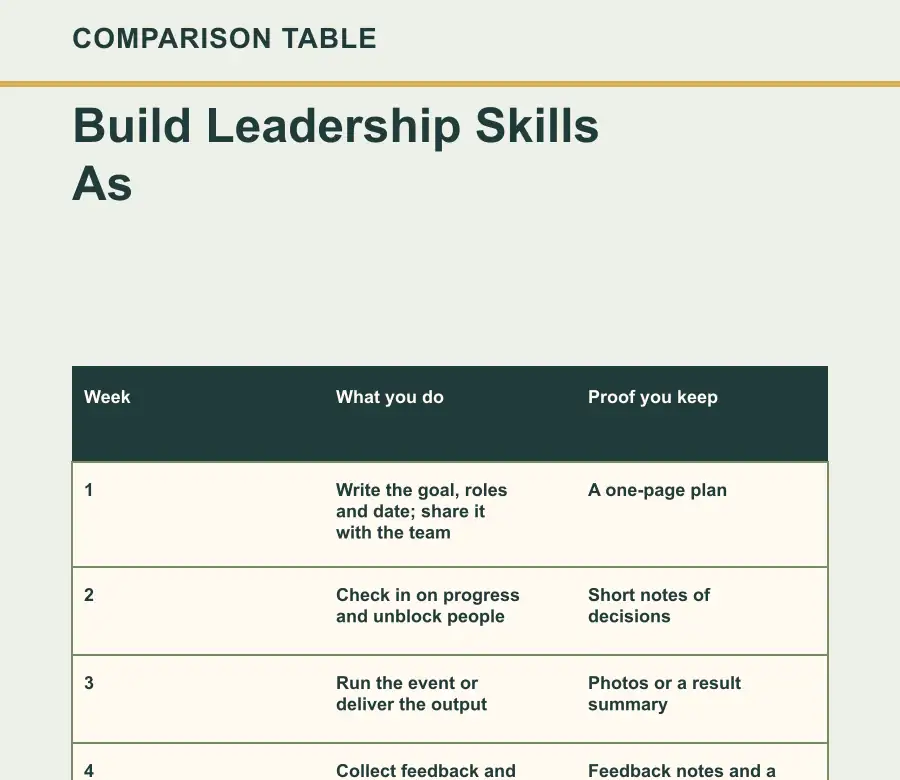 COMPARISON TABLE
Build Leadership Skills
As
Week
What you do
Proof you keep
1
Write the goal, roles
and date; share it
with the team
A one-page plan
2
Check in on progress
and unblock people
Short notes of
decisions
3
Run the event or
deliver the output
Photos or a result
summary
4
Collect feedback and
Feedback notes and a